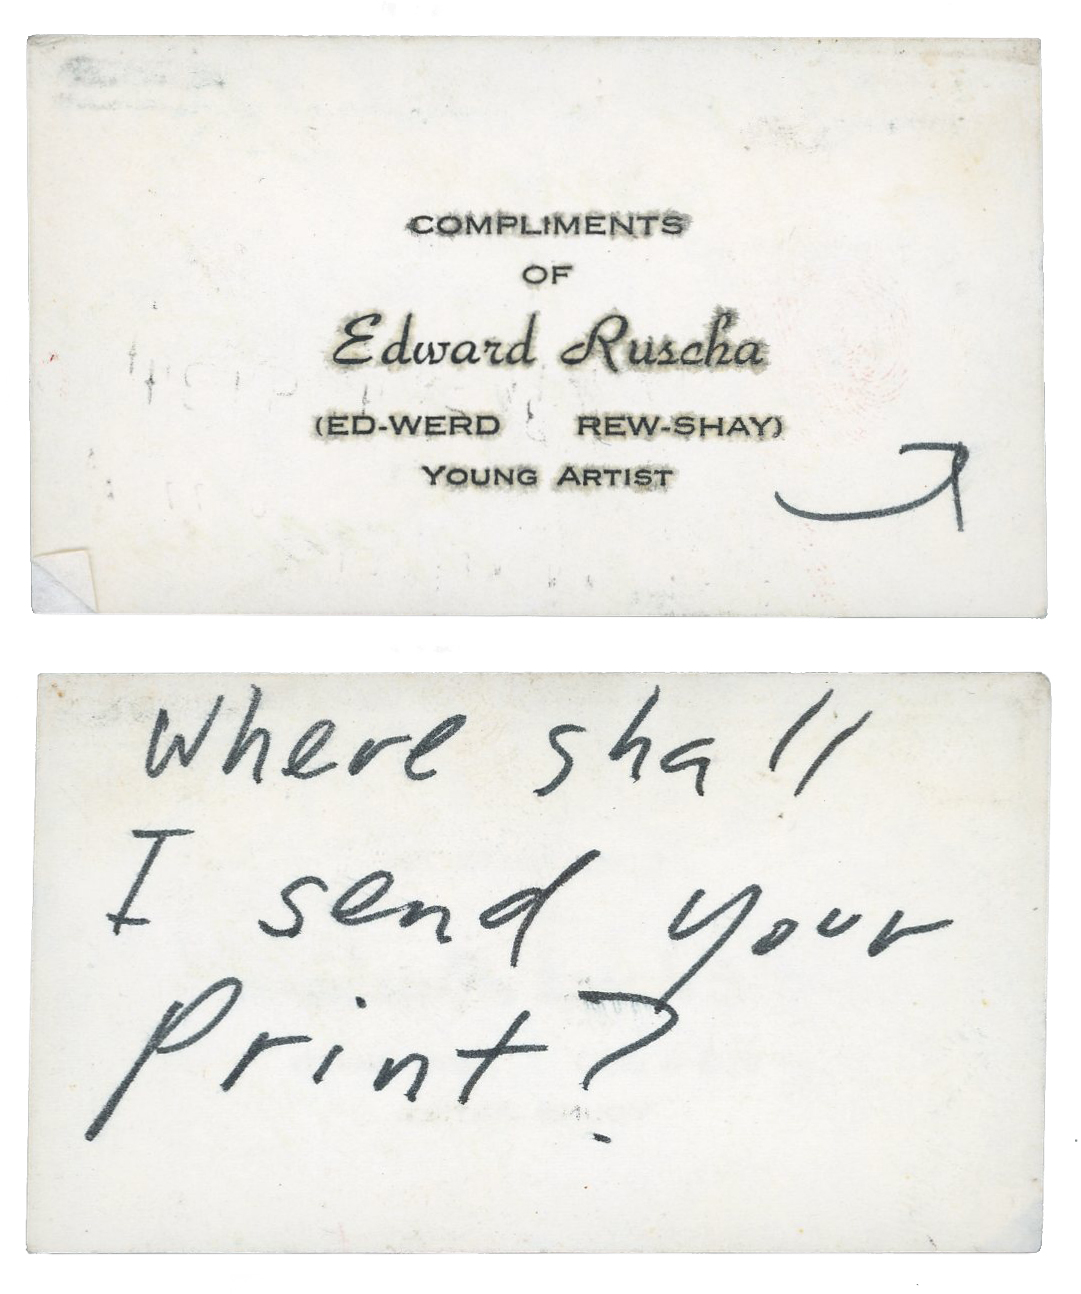 COMPLIMENTS
OF
Edward Ruscha
(ED-WERD REW-SHAY)
YOUNG ARTIST
Where shall
I send your
Print?